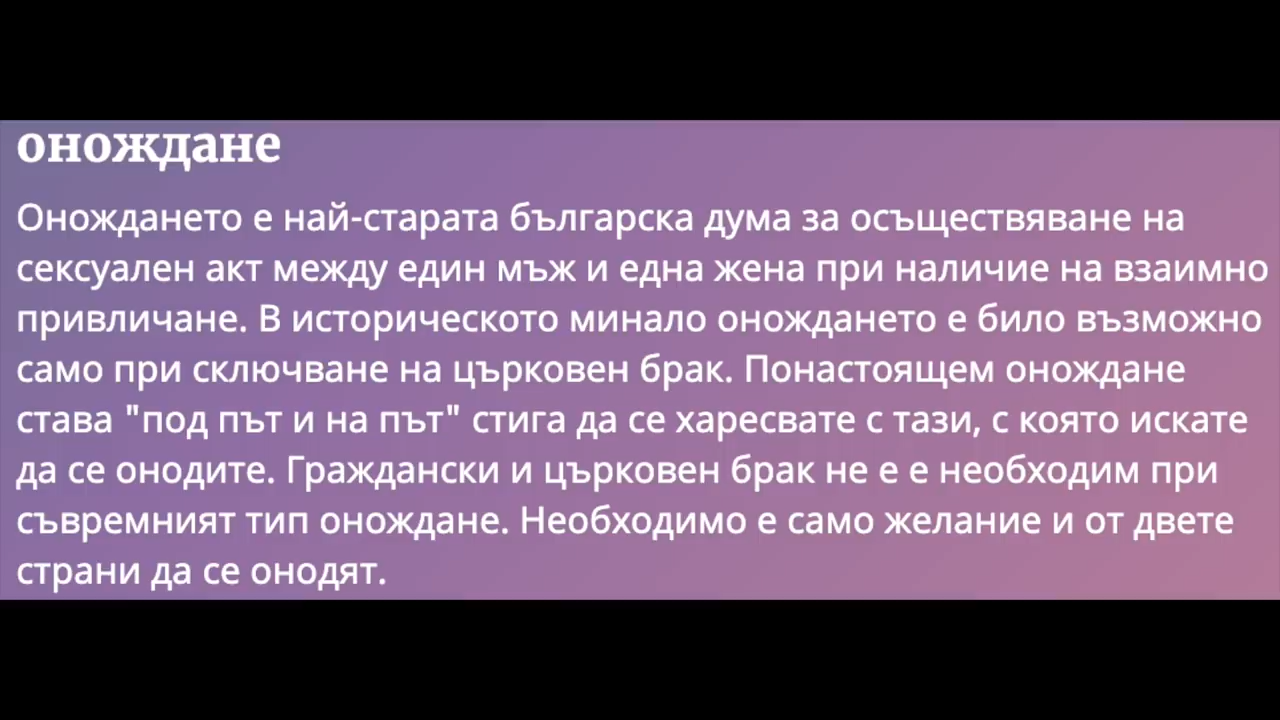 онождане
Онождането е най-старата българска дума за осъществяване на
сексуален акт между един мъж и една жена при наличие на взаимно
привличане. В историческото минало онождането е било възможно
само при сключване на църковен брак. Понастоящем онождане
става "под път и на път" стига да се харесвате с тази, с която искате
да се онодите. Граждански и църковен брак не е е необходим при
съвремният тип онождане. Необходимо е само желание и от двете
страни да се онодят.